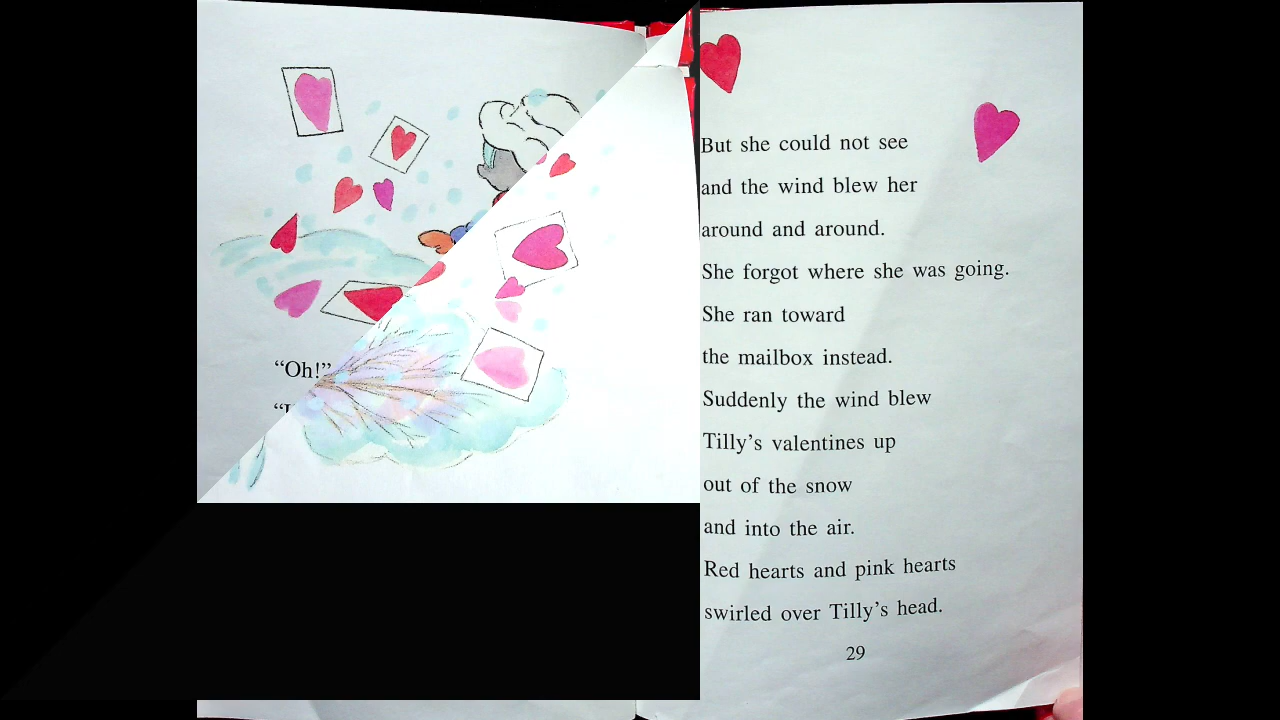 “Oh!”
But she could not see
and the wind blew her
around and around.
She forgot where she was going.
She ran toward
the mailbox instead.
Suddenly the wind blew
Tilly’s valentines up
out of the snow
and into the air.
Red hearts and pink hearts
swirled over Tilly’s head.
29